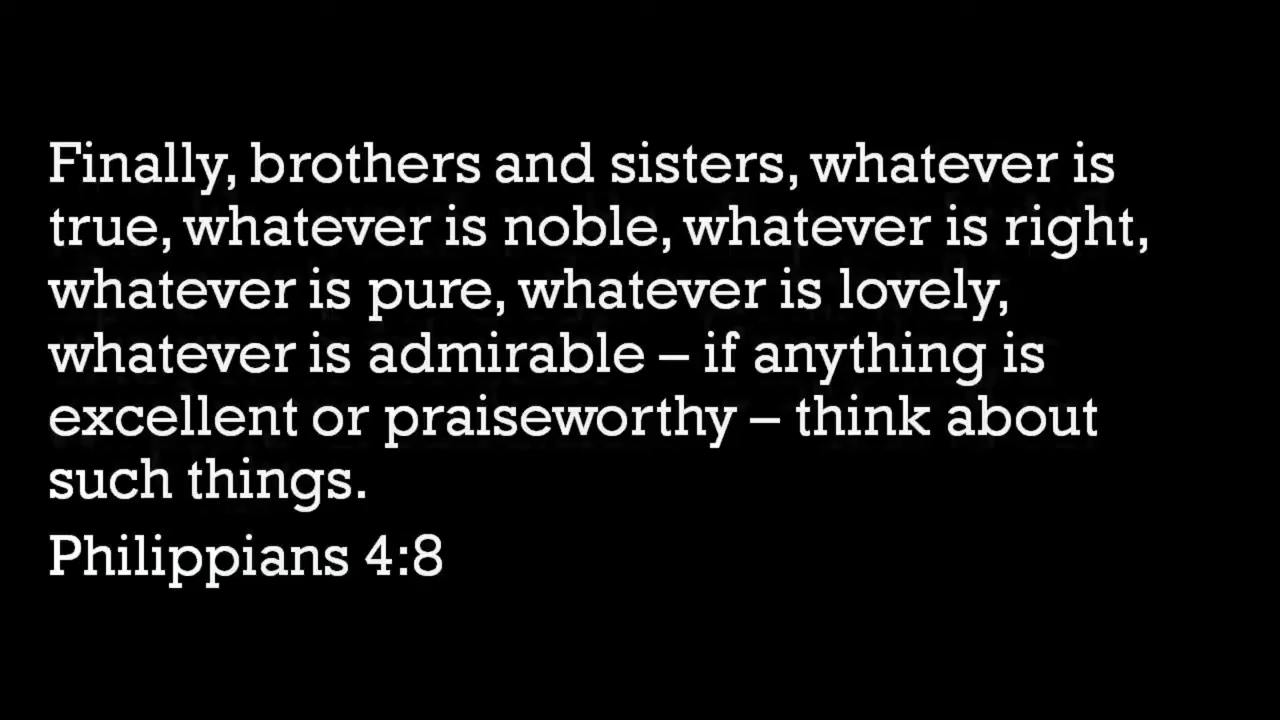 Finally, brothers and sisters, whatever is
true, whatever is noble, whatever is right,
whatever is pure, whatever is lovely,
whatever is admirable – if anything is
excellent or praiseworthy – think about
such things.
Philippians 4:8